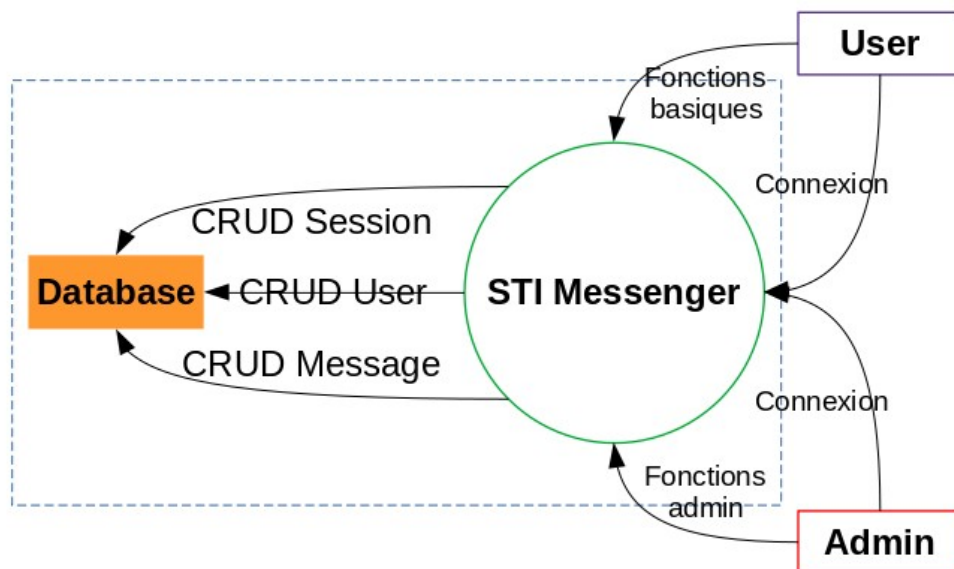 User
Fonctions
basiques
Connexion
CRUD Session
Database
CRUD User
STI Messenger
CRUD Message
Connexion
Fonctions
admin
Admin